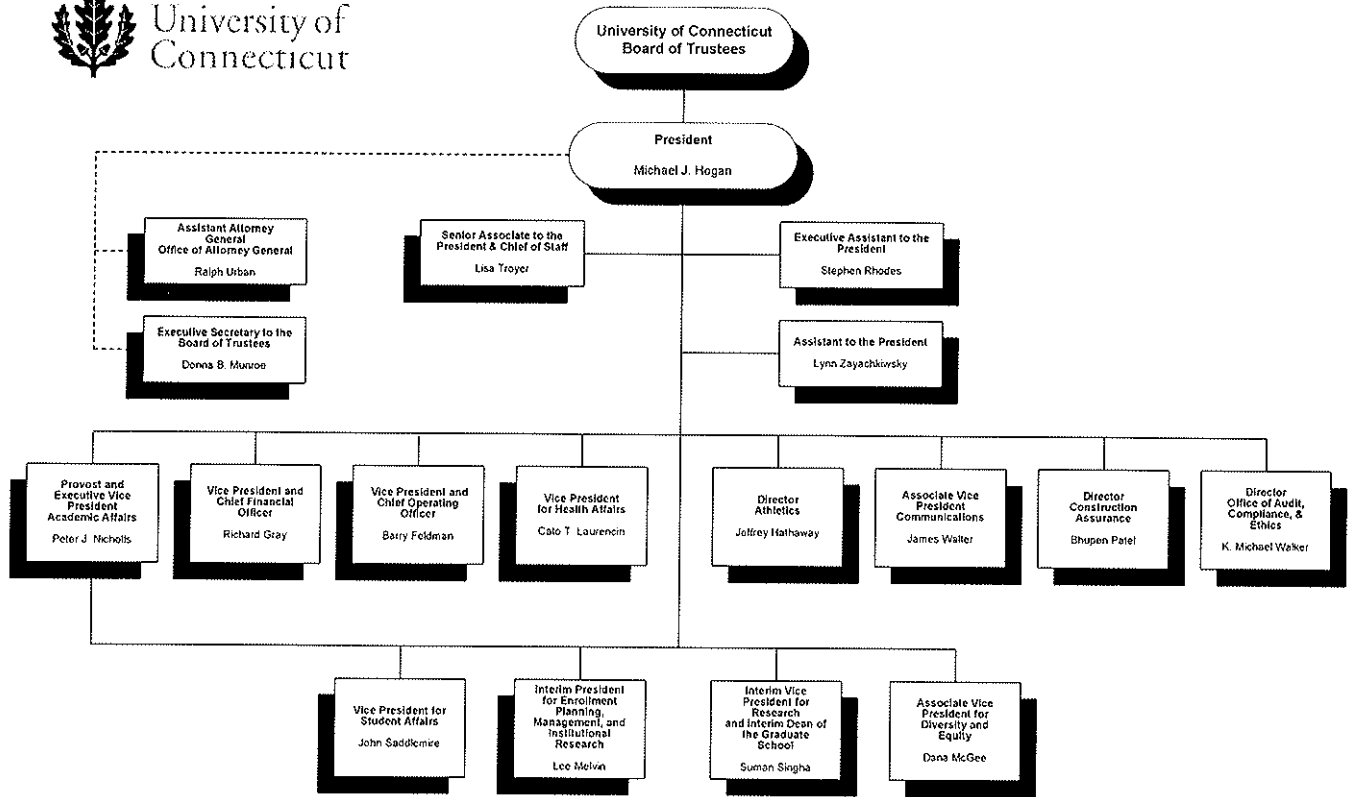 University of
Connecticut
University of Connecticut
Board of Trustees
President
Michael J. Hogan
Assistant Attorney
General
Office of Attorney General
Ralph Urban
Senior Associate to the
President & Chief of Staff
Lisa Troyer
Executive Assistant to the
President
Stephen Rhodes
Executive Secretary to the
Board of Trustees
Donna B. Munroe
Assistant to the President
Lynn Zayachkiwsky
Provost and
Executive Vice
President
Academic Affairs
Peter J. Nicholls
Vice President and
Chief Financial
Officer
Richard Gray
Vice President and
Chief Operating
Officer
Barry Feldman
Vice President
for Health Affairs
Cato T. Laurencin
Director
Athletics
Jeffrey Hathaway
Associate Vice
President
Communications
James Walter
Director
Construction
Assurance
Bhupen Patel
Director
Office of Audit,
Compliance, &
Ethics
K. Michael Walker
Vice President for
Student Affairs
John Saddlemire
Interim President
for Enrollment
Planning,
Management, and
Institutional
Research
Lee Melvin
Interim Vice
President for
Research
and Interim Dean of
the Graduate
School
Suman Singha
Associate Vice
President for
Diversity and
Equity
Dana McGee